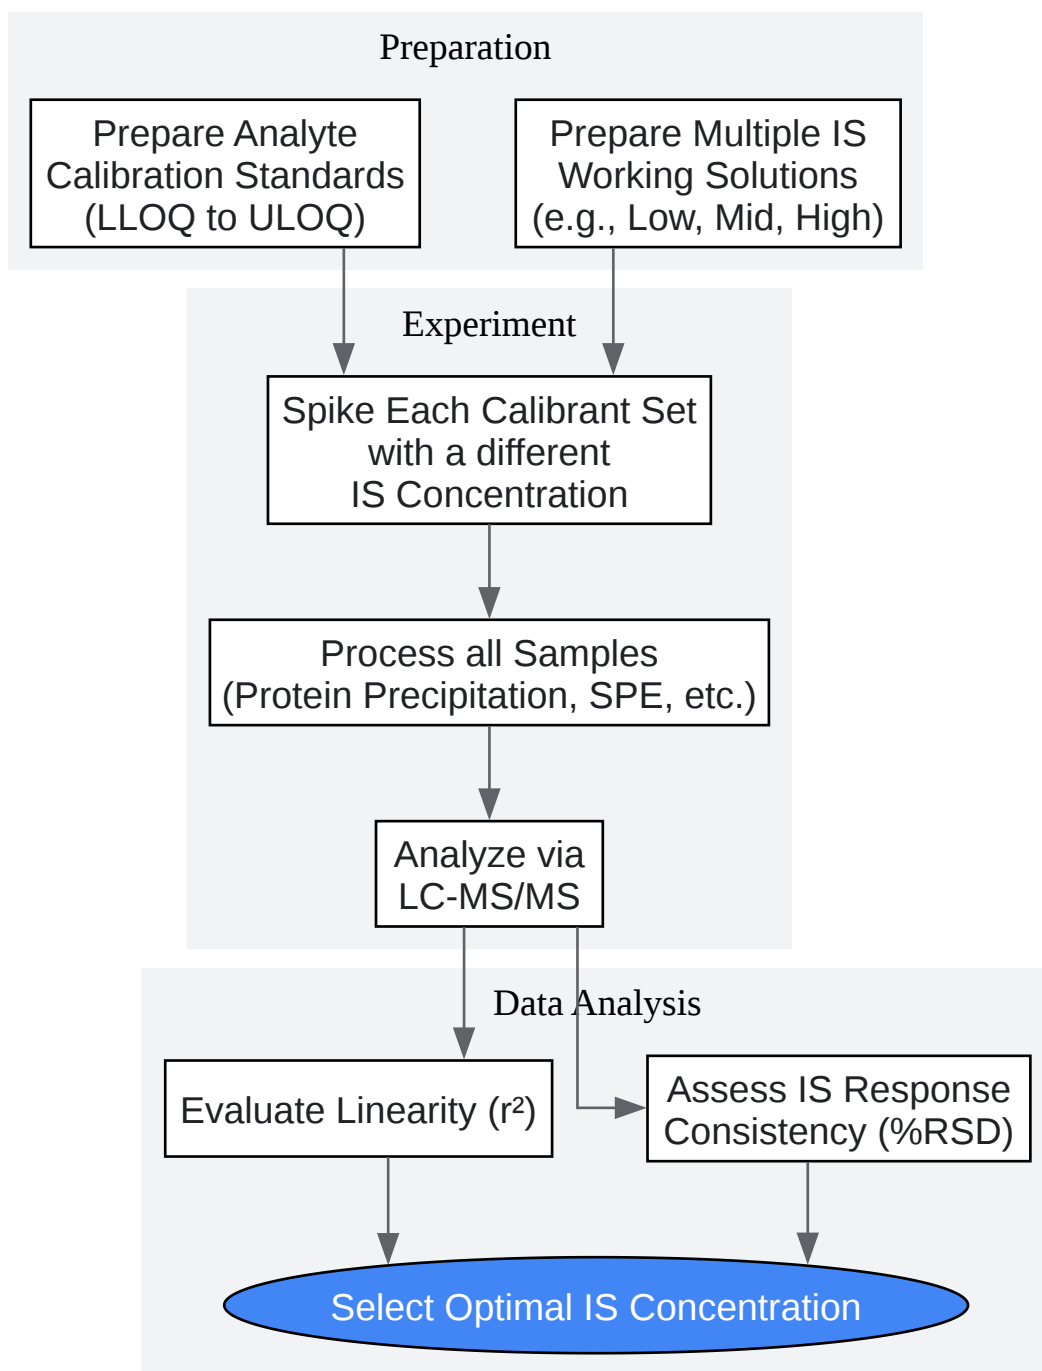 Preparation
Prepare Analyte
Calibration Standards
(LLOQ to ULOQ)
Prepare Multiple IS
Working Solutions
(e.g., Low, Mid, High)
Experiment
Spike Each Calibrant Set
with a different
IS Concentration
Process all Samples
(Protein Precipitation, SPE, etc.)
Analyze via
LC-MS/MS
Data Analysis
Evaluate Linearity (r²)
Assess IS Response
Consistency (%RSD)
Select Optimal IS Concentration